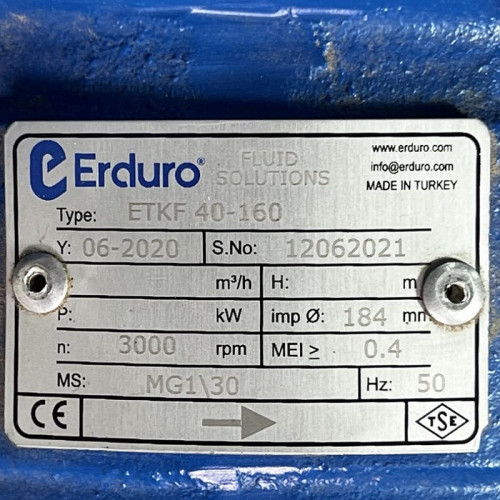 Erduro® FLUID SOLUTIONS
www.erduro.com
info@erduro.com
MADE IN TURKEY
Type: ETKF 40-160
Y: 06-2020 S.No: 12062021
m³/h H: m
P: kW imp Ø: 184 mm
n: 3000 rpm MEI ≥ 0.4
MS: MG1\30 Hz: 50
CE TSE